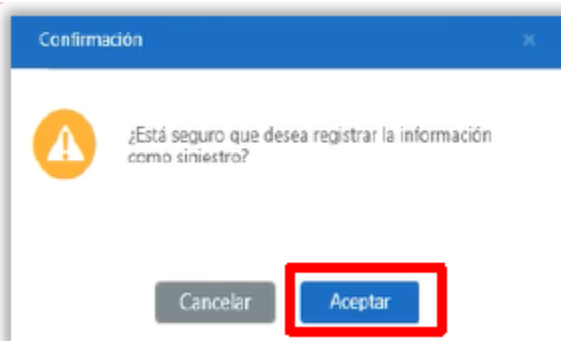 Confirmación
¿Está seguro que desea registrar la información
como siniestro?
Cancelar
Aceptar